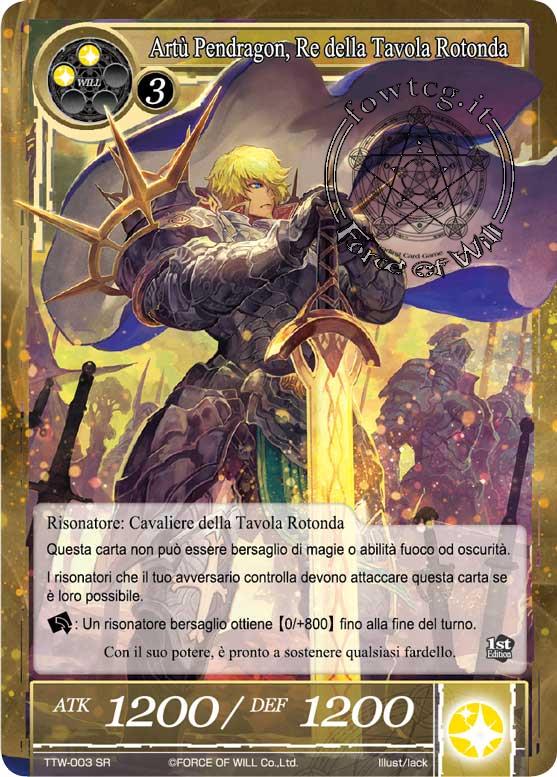 Artù Pendragon, Re della Tavola Rotonda
WILL
3
fowtcg.it
Trading Card Game
Force Of Will
Risonatore: Cavaliere della Tavola Rotonda
Questa carta non può essere bersaglio di magie o abilità fuoco od oscurità.
I risonatori che il tuo avversario controlla devono attaccare questa carta se
è loro possibile.
: Un risonatore bersaglio ottiene【0/+800】fino alla fine del turno.
Con il suo potere, è pronto a sostenere qualsiasi fardello.
1st
Edition
ATK 1200 / DEF 1200
TTW-003 SR ©FORCE OF WILL Co.,Ltd. Illust/lack